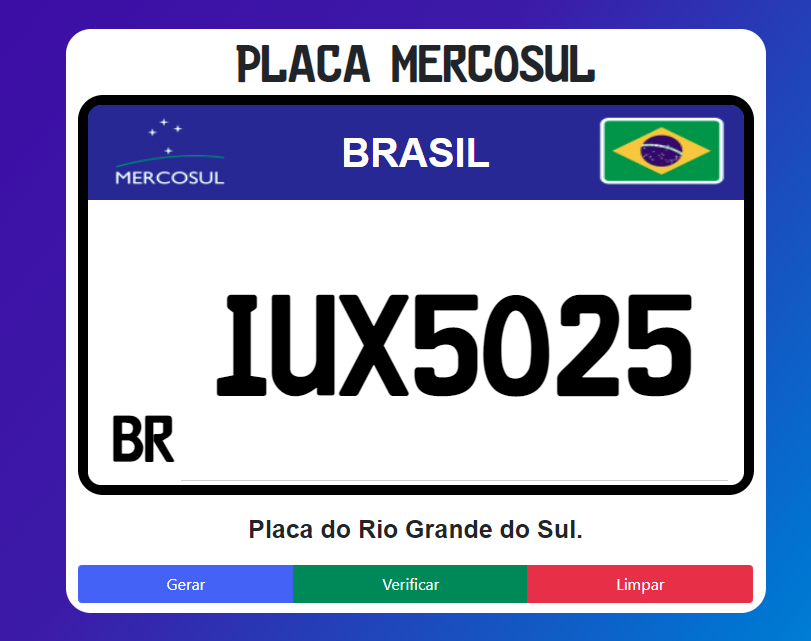 PLACA MERCOSUL
MERCOSUL
BRASIL
IUX5025
BR
Placa do Rio Grande do Sul.
Gerar
Verificar
Limpar